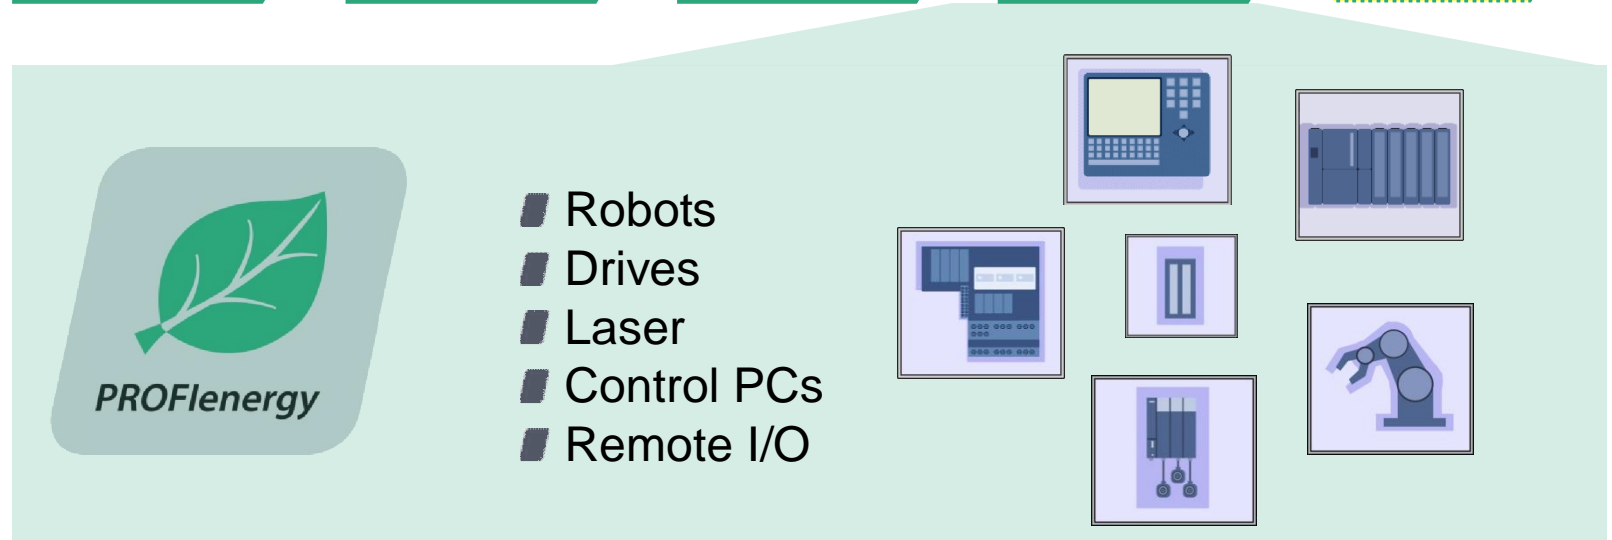 PROFIenergy
Robots
Drives
Laser
Control PCs
Remote I/O